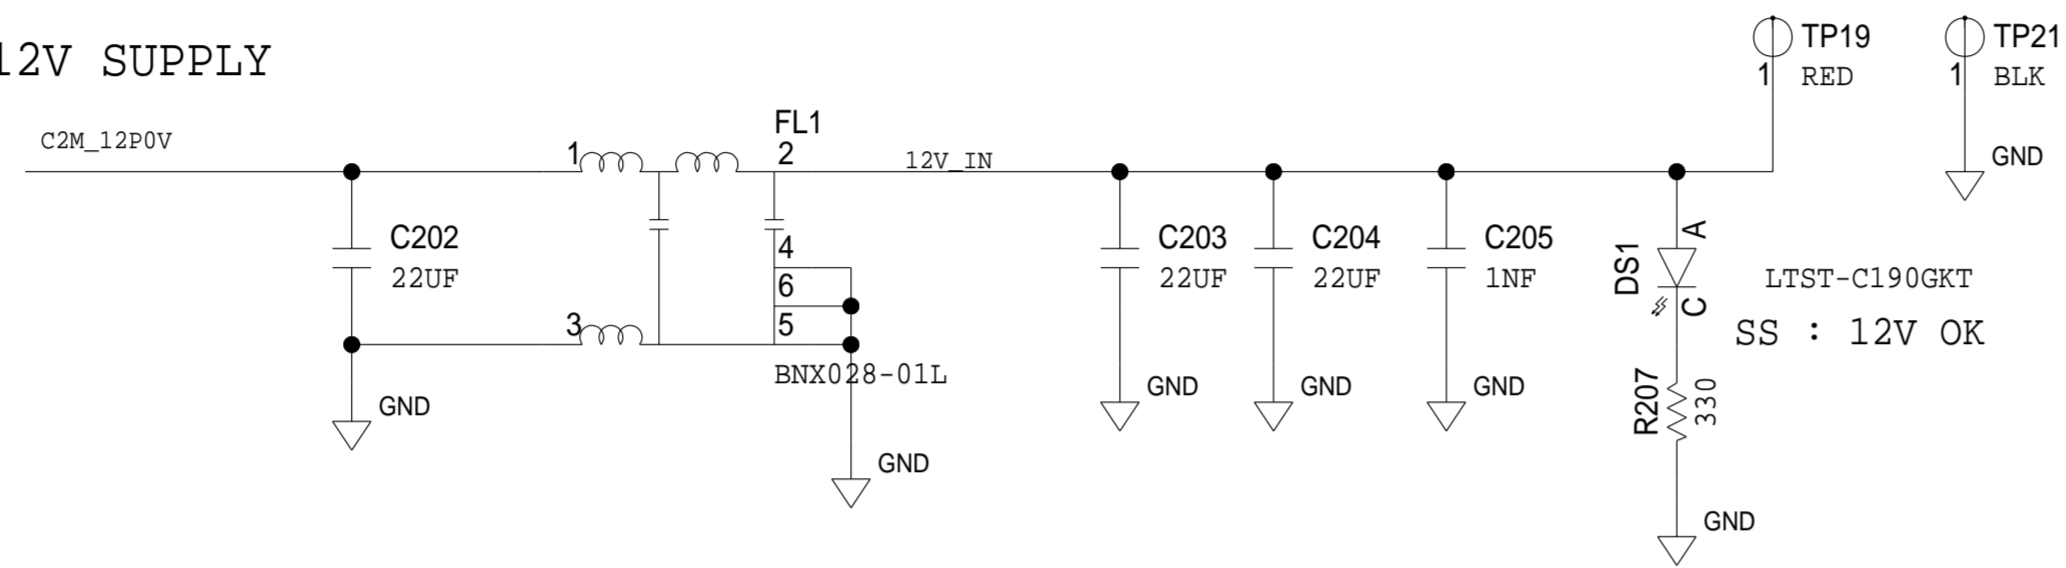 12V SUPPLY
TP19
1
RED
TP21
1
BLK
GND
C2M_12P0V
FL1
1
2
12V_IN
C202
22UF
4
6
3
5
BNX028-01L
GND
GND
C203
22UF
GND
C204
22UF
GND
C205
1NF
GND
DS1
A
C
LTST-C190GKT
SS : 12V OK
R207
330
GND